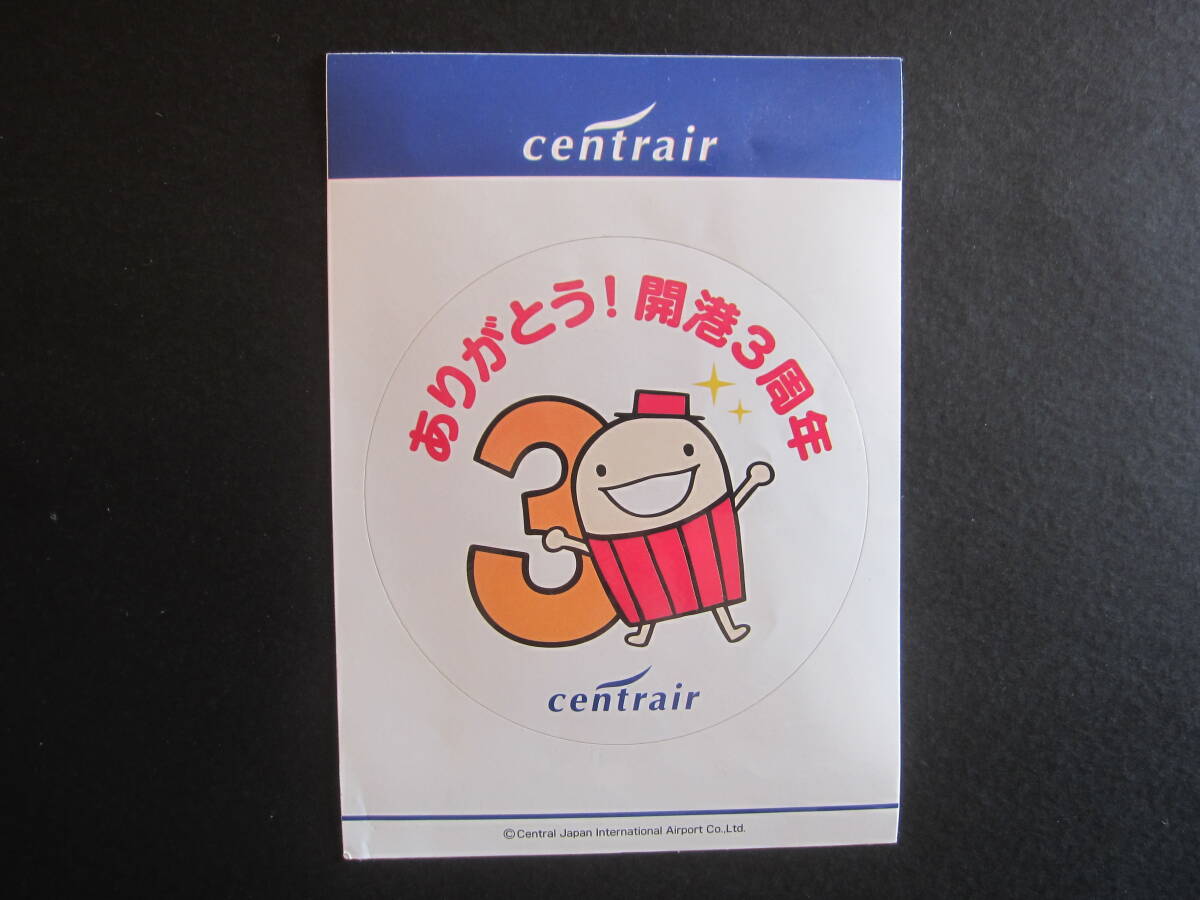 centrair
ありがとう！開港3周年
3
centrair
©Central Japan International Airport Co.,Ltd.